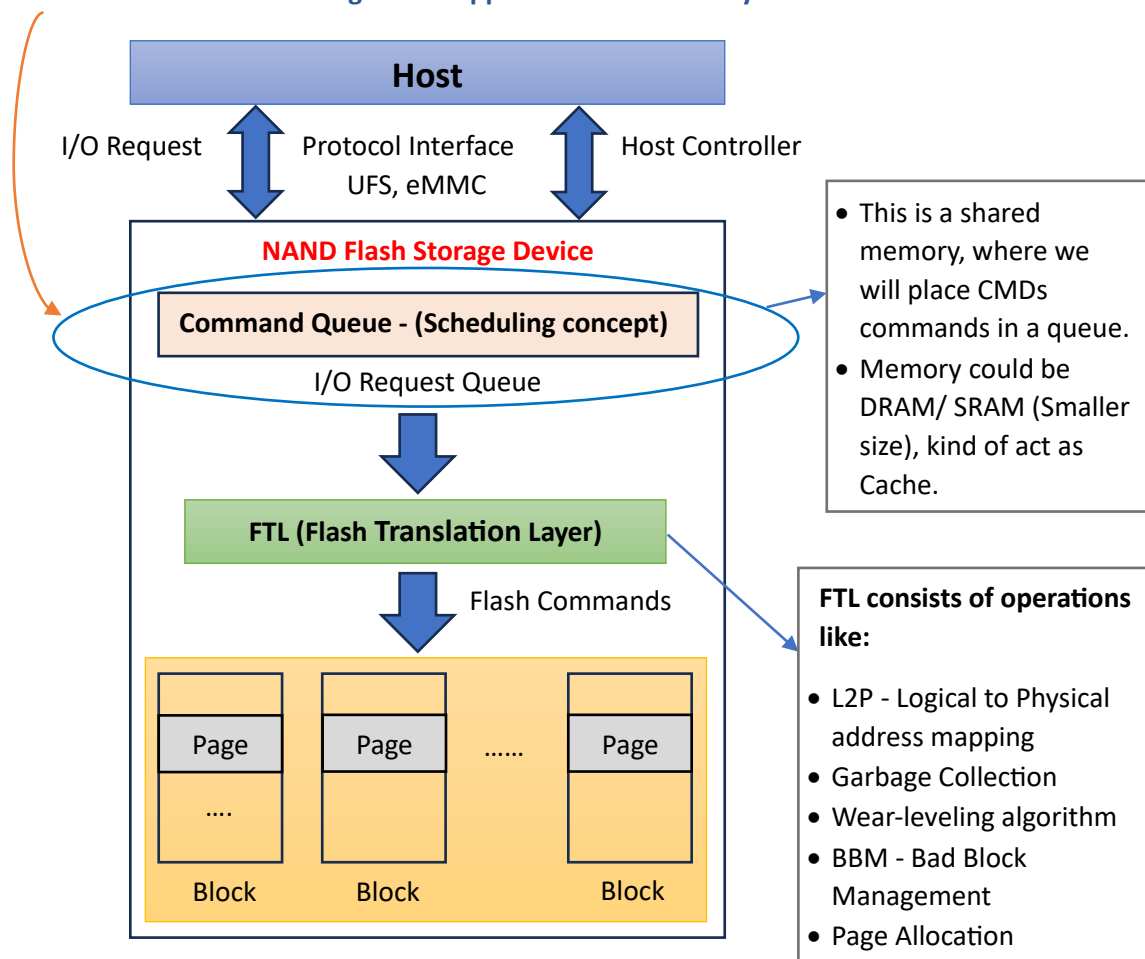 Host
I/O Request
Protocol Interface
UFS, eMMC
Host Controller
NAND Flash Storage Device
Command Queue - (Scheduling concept)
I/O Request Queue
• This is a shared
memory, where we
will place CMDs
commands in a queue.
• Memory could be
DRAM/ SRAM (Smaller
size), kind of act as
Cache.
FTL (Flash Translation Layer)
Flash Commands
Page
Page
......
Page
....
Block
Block
Block
FTL consists of operations
like:
• L2P - Logical to Physical
address mapping
• Garbage Collection
• Wear-leveling algorithm
• BBM - Bad Block
Management
• Page Allocation